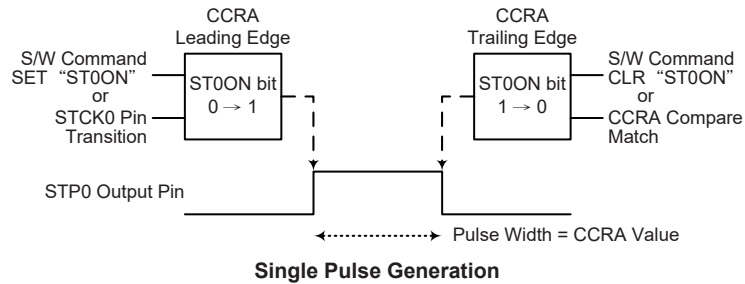 CCRA
Leading Edge
CCRA
Trailing Edge
S/W Command
SET “ST0ON”
or
STCK0 Pin
Transition
ST0ON bit
0 → 1
ST0ON bit
1 → 0
S/W Command
CLR “ST0ON”
or
CCRA Compare
Match
STP0 Output Pin
Pulse Width = CCRA Value
Single Pulse Generation